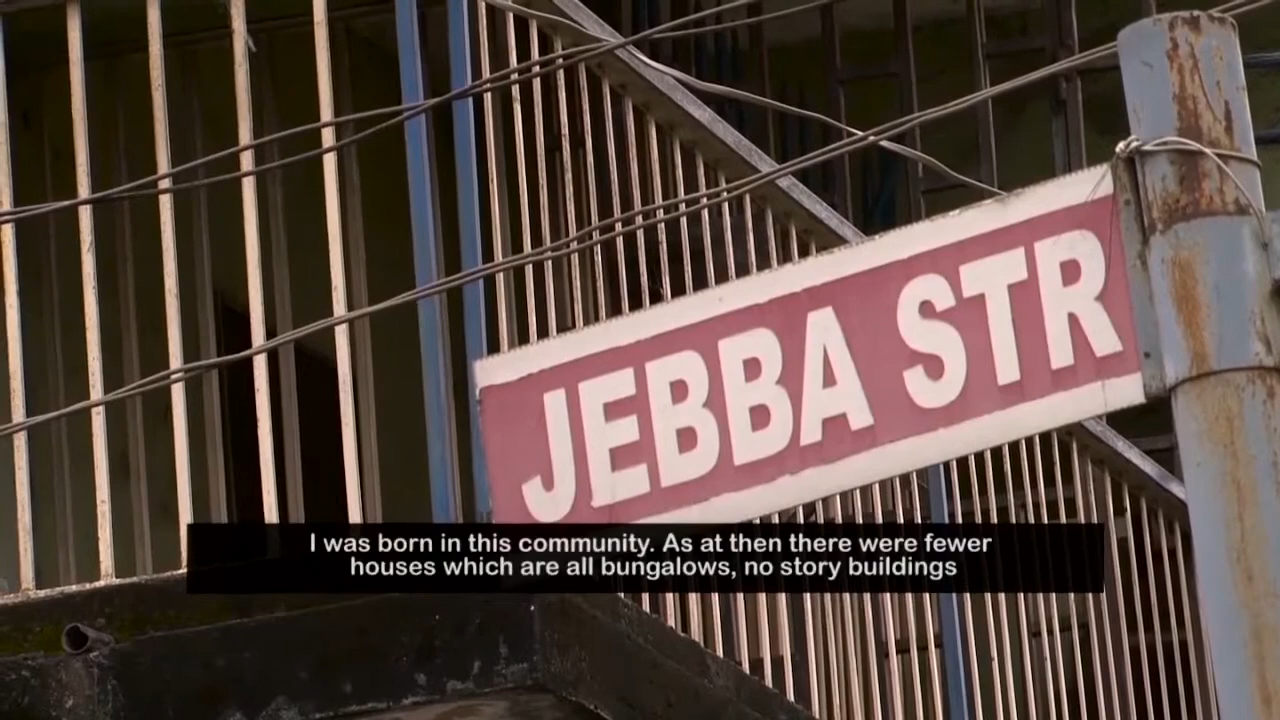 JEBBA STR
I was born in this community. As at then there were fewer
houses which are all bungalows, no story buildings